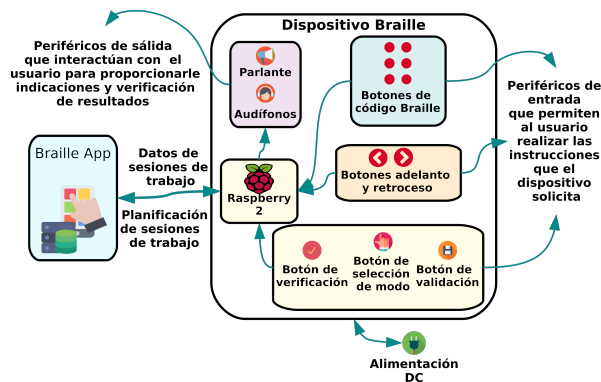 Dispositivo Braille
Periféricos de sálida
que interactúan con el
usuario para proporcionarle
indicaciones y verificación
de resultados
Parlante
Audífonos
Botones de
código Braille
Periféricos de
entrada
que permiten
al usuario
realizar las
instrucciones
que el
dispositivo
solicita
Braille App
Datos de
sesiones de
trabajo
Planificación
de sesiones
de trabajo
Raspberry
2
Botones adelanto
y retroceso
Botón de
verificación
Botón de
selección
de modo
Botón de
validación
Alimentación
DC